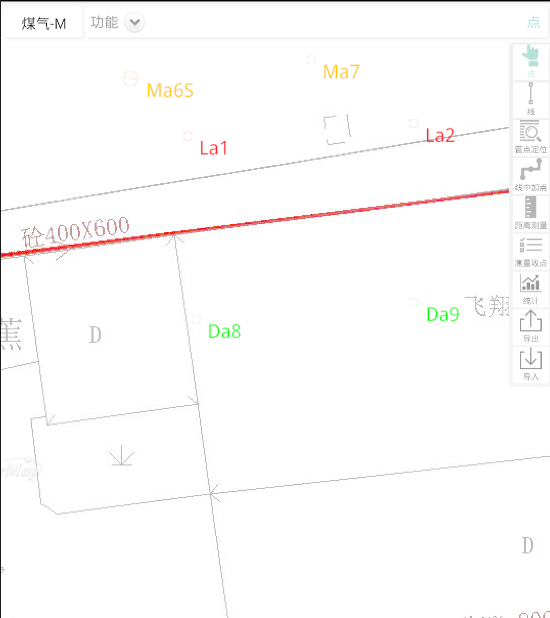 煤气-M 功能 点
点
线
管点定位
线中加点
距离测量
测量收点
统计
导出
导入
Ma7
Ma6S
La2
La1
砼400X600
飞翔
Da9
Da8
D
蕉
D